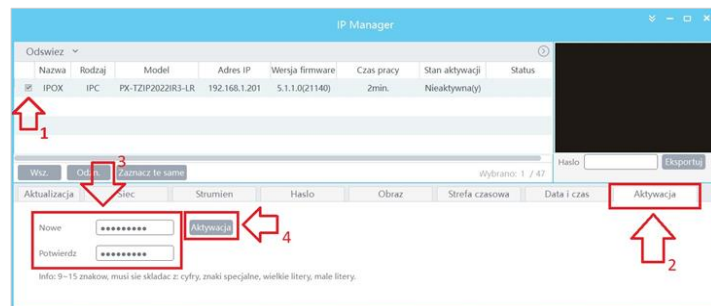 IP Manager
Odswiez
Nazwa Rodzaj Model Adres IP Wersja firmware Czas pracy Stan aktywacji Status
IPOX IPC PX-TZIP2022IR3-LR 192.168.1.201 5.1.1.0(21140) 2min. Nieaktywna(y)
1
3
Wsz. Odzn. Zaznacz te same Wybrano: 1 / 47
Haslo Eksportuj
Aktualizacja Siec Strumien Haslo Obraz Strefa czasowa Data i czas Aktywacja
Nowe ●●●●●●●●● Aktywacja
4
2
Potwierdz ●●●●●●●●●
Info: 9~15 znakow, musi sie skladac z: cyfry, znaki specjalne, wielkie litery, male litery.